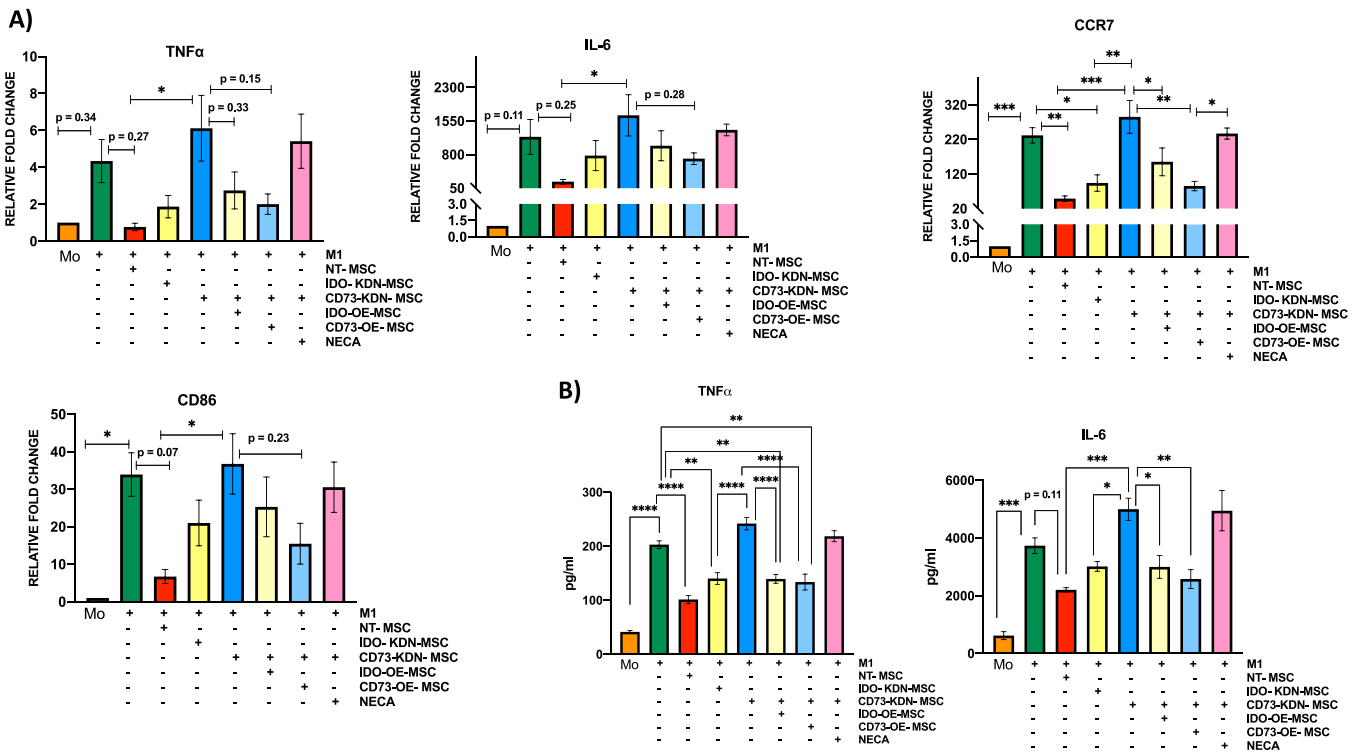 A)
TNFα
RELATIVE FOLD CHANGE
10
8
6
4
2
0
p = 0.34
p = 0.27
*
p = 0.33
p = 0.15
Mo + + + + + + + M1
- + - - - - - NT- MSC
- - + - - - - IDO- KDN-MSC
- - - + + + + CD73-KDN- MSC
- - - - + - - IDO-OE-MSC
- - - - - + - CD73-OE- MSC
- - - - - - + NECA
IL-6
RELATIVE FOLD CHANGE
2300
1550
800
50
3.0
1.5
0.0
p = 0.11
p = 0.25
*
p = 0.28
Mo + + + + + + + M1
- + - - - - - NT- MSC
- - + - - - - IDO- KDN-MSC
- - - + + + + CD73-KDN- MSC
- - - - + - - IDO-OE-MSC
- - - - - + - CD73-OE- MSC
- - - - - - + NECA
CCR7
RELATIVE FOLD CHANGE
320
220
120
20
3.0
1.5
0.0
***
*
**
***
**
*
**
*
Mo + + + + + + + M1
- + - - - - - NT- MSC
- - + - - - - IDO- KDN-MSC
- - - + + + + CD73-KDN- MSC
- - - - + - - IDO-OE-MSC
- - - - - + - CD73-OE- MSC
- - - - - - + NECA
CD86
RELATIVE FOLD CHANGE
50
40
30
20
10
0
*
p = 0.07
*
p = 0.23
Mo + + + + + + + M1
- + - - - - - NT- MSC
- - + - - - - IDO- KDN-MSC
- - - + + + + CD73-KDN- MSC
- - - - + - - IDO-OE-MSC
- - - - - + - CD73-OE- MSC
- - - - - - + NECA
B)
TNFα
pg/ml
300
200
100
0
**
**
**
****
****
****
****
****
Mo + + + + + + + M1
- + - - - - - NT- MSC
- - + - - - - IDO- KDN-MSC
- - - + + + + CD73-KDN- MSC
- - - - + - - IDO-OE-MSC
- - - - - + - CD73-OE- MSC
- - - - - - + NECA
IL-6
pg/ml
6000
4000
2000
0
***
p = 0.11
***
*
**
*
Mo + + + + + + + M1
- + - - - - - NT- MSC
- - + - - - - IDO- KDN-MSC
- - - + + + + CD73-KDN- MSC
- - - - + - - IDO-OE-MSC
- - - - - + - CD73-OE- MSC
- - - - - - + NECA